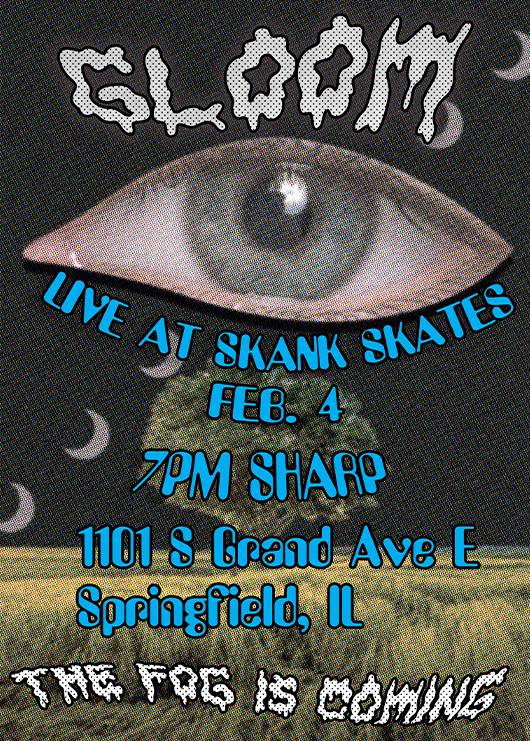 GLOOM
LIVE AT SKANK SKATES
FEB. 4
7PM SHARP
1101 S Grand Ave E
Springfield, IL
THE FOG IS COMING